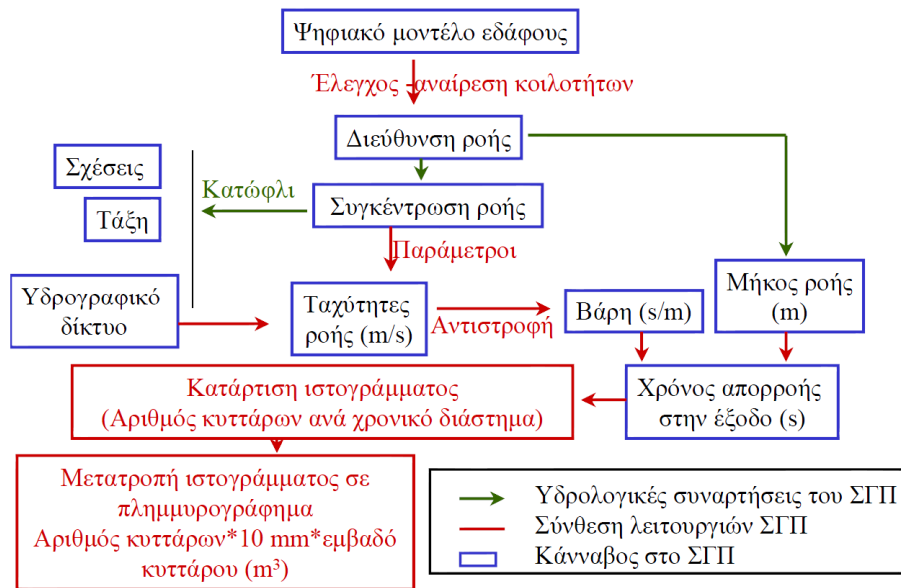 Ψηφιακό μοντέλο εδάφους
Έλεγχος -αναίρεση κοιλοτήτων
Διεύθυνση ροής
Σχέσεις
Κατώφλι
Τάξη
Συγκέντρωση ροής
Παράμετροι
Υδρογραφικό
δίκτυο
Ταχύτητες
ροής (m/s)
Αντιστροφή
Βάρη (s/m)
Μήκος ροής
(m)
Κατάρτιση ιστογράμματος
(Αριθμός κυττάρων ανά χρονικό διάστημα)
Χρόνος απορροής
στην έξοδο (s)
Μετατροπή ιστογράμματος σε
πλημμυρογράφημα
Αριθμός κυττάρων*10 mm*εμβαδό
κυττάρου (m³)
Υδρολογικές συναρτήσεις του ΣΓΠ
Σύνθεση λειτουργιών ΣΓΠ
Κάνναβος στο ΣΓΠ